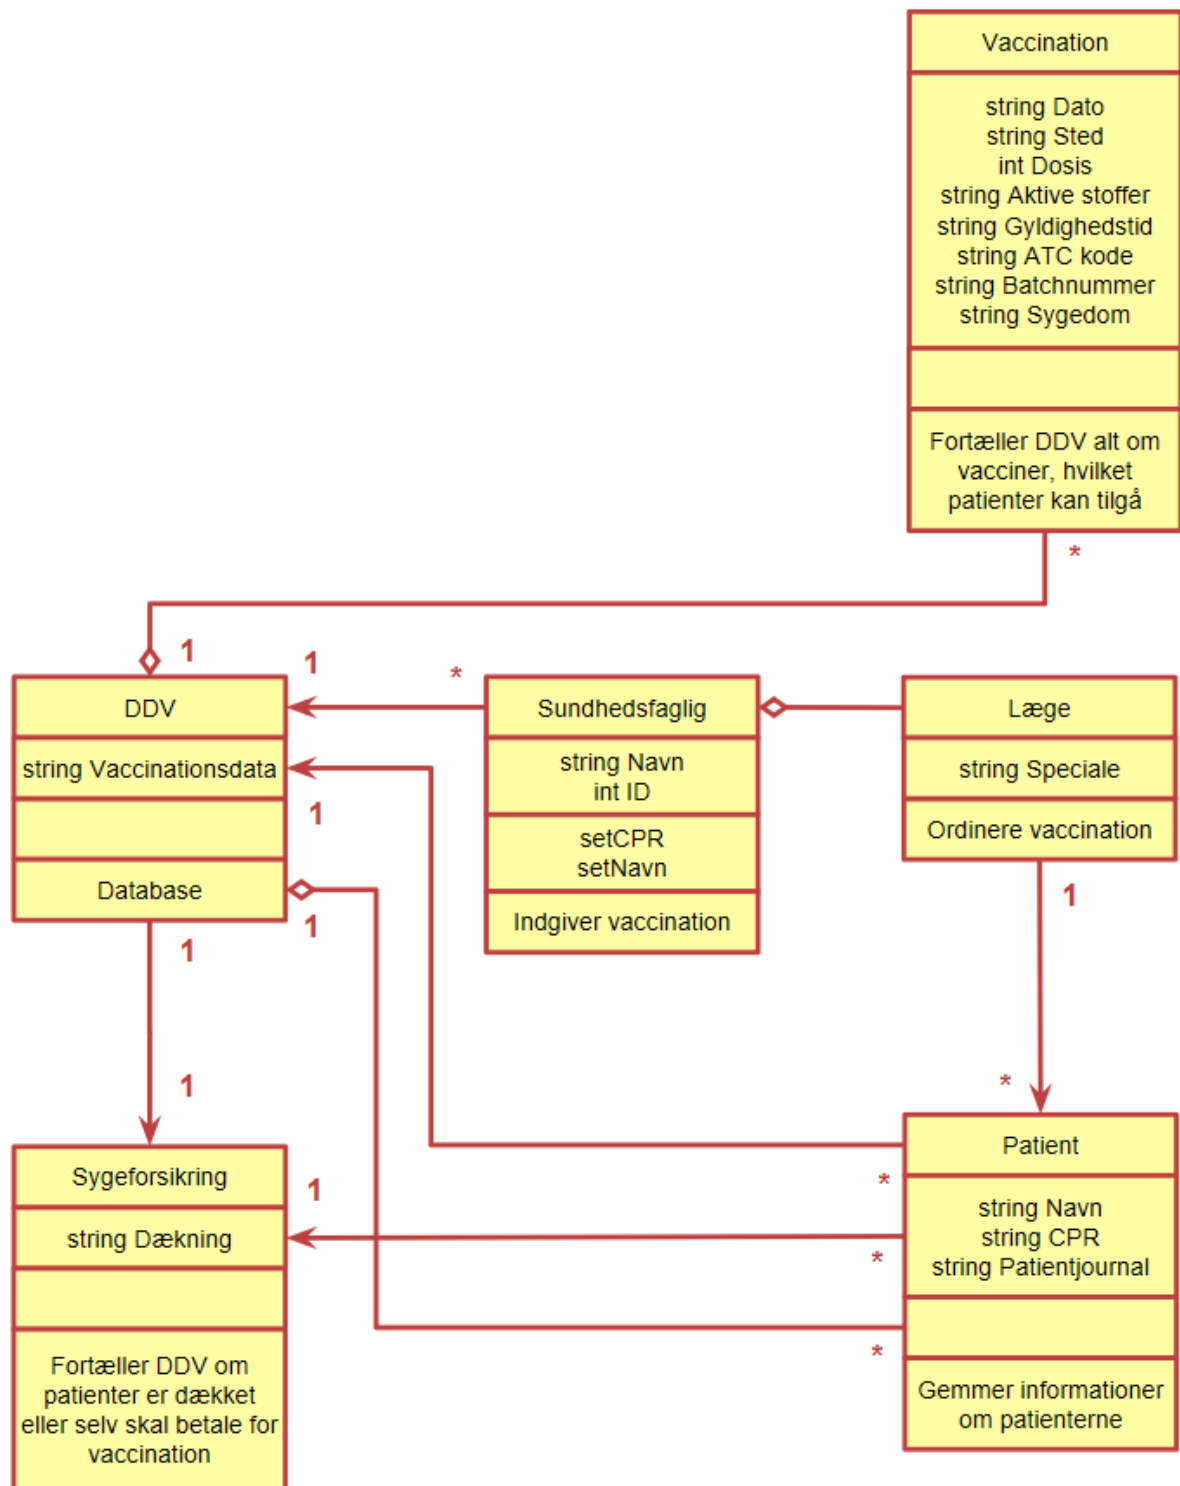 Vaccination
string Dato
string Sted
int Dosis
string Aktive stoffer
string Gyldighedstid
string ATC kode
string Batchnummer
string Sygedom
Fortæller DDV alt om
vacciner, hvilket
patienter kan tilgå
*
1
1
*
DDV
string Vaccinationsdata
1
Database
1
1
Sundhedsfaglig
string Navn
int ID
setCPR
setNavn
Indgiver vaccination
Læge
string Speciale
Ordinere vaccination
1
*
1
Sygeforsikring
string Dækning
Fortæller DDV om
patienter er dækket
eller selv skal betale for
vaccination
1
*
*
*
Patient
string Navn
string CPR
string Patientjournal
Gemmer informationer
om patienterne